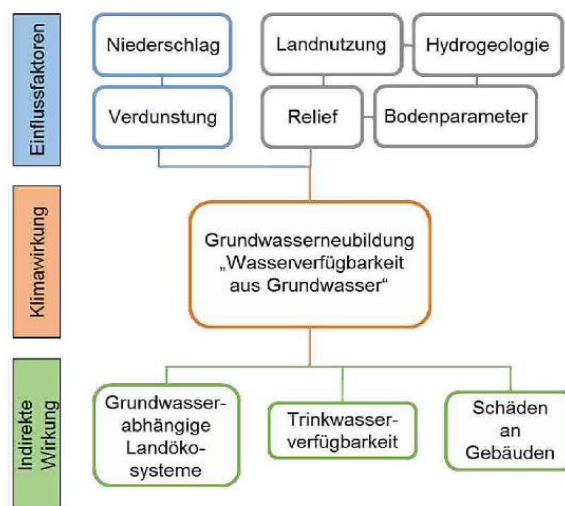 Einflussfaktoren
Niederschlag
Landnutzung
Hydrogeologie
Verdunstung
Relief
Bodenparameter
Klimawirkung
Grundwasserneubildung
„Wasserverfügbarkeit
aus Grundwasser“
Indirekte
Wirkung
Grundwasser-
abhängige
Landöko-
systeme
Trinkwasser-
verfügbarkeit
Schäden
an
Gebäuden